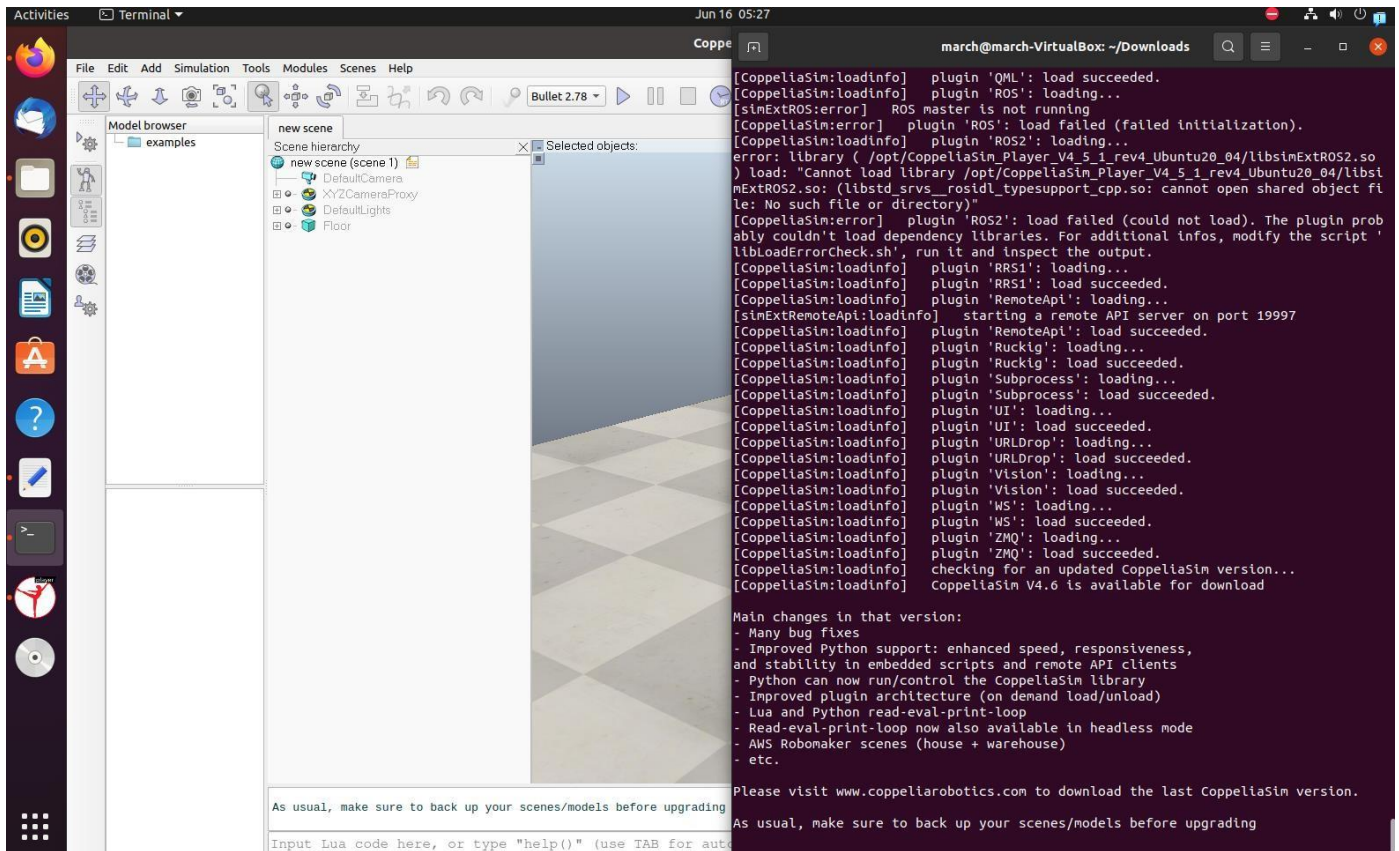 Activities
Terminal
Jun 16 05:27
Coppe
march@march-VirtualBox: ~/Downloads
File Edit Add Simulation Tools Modules Scenes Help
Bullet 2.78
Model browser
examples
new scene
Scene hierarchy
new scene (scene 1)
DefaultCamera
XYZCameraProxy
DefaultLights
Floor
Selected objects:
player
As usual, make sure to back up your scenes/models before upgrading
Input Lua code here, or type "help()" (use TAB for auto
[CoppeliaSim:loadinfo] plugin 'QML': load succeeded.
[CoppeliaSim:loadinfo] plugin 'ROS': loading...
[simExtROS:error] ROS master is not running
[CoppeliaSim:error] plugin 'ROS': load failed (failed initialization).
[CoppeliaSim:loadinfo] plugin 'ROS2': loading...
error: library ( /opt/CoppeliaSim_Player_V4_5_1_rev4_Ubuntu20_04/libsimExtROS2.so
) load: "Cannot load library /opt/CoppeliaSim_Player_V4_5_1_rev4_Ubuntu20_04/libsi
mExtROS2.so: (libstd_srvs__rosidl_typesupport_cpp.so: cannot open shared object fi
le: No such file or directory)"
[CoppeliaSim:error] plugin 'ROS2': load failed (could not load). The plugin prob
ably couldn't load dependency libraries. For additional infos, modify the script '
libLoadErrorCheck.sh', run it and inspect the output.
[CoppeliaSim:loadinfo] plugin 'RRS1': loading...
[CoppeliaSim:loadinfo] plugin 'RRS1': load succeeded.
[CoppeliaSim:loadinfo] plugin 'RemoteApi': loading...
[simExtRemoteApi:loadinfo] starting a remote API server on port 19997
[CoppeliaSim:loadinfo] plugin 'RemoteApi': load succeeded.
[CoppeliaSim:loadinfo] plugin 'Ruckig': loading...
[CoppeliaSim:loadinfo] plugin 'Ruckig': load succeeded.
[CoppeliaSim:loadinfo] plugin 'Subprocess': loading...
[CoppeliaSim:loadinfo] plugin 'Subprocess': load succeeded.
[CoppeliaSim:loadinfo] plugin 'UI': loading...
[CoppeliaSim:loadinfo] plugin 'UI': load succeeded.
[CoppeliaSim:loadinfo] plugin 'URLDrop': loading...
[CoppeliaSim:loadinfo] plugin 'URLDrop': load succeeded.
[CoppeliaSim:loadinfo] plugin 'Vision': loading...
[CoppeliaSim:loadinfo] plugin 'Vision': load succeeded.
[CoppeliaSim:loadinfo] plugin 'WS': loading...
[CoppeliaSim:loadinfo] plugin 'WS': load succeeded.
[CoppeliaSim:loadinfo] plugin 'ZMQ': loading...
[CoppeliaSim:loadinfo] plugin 'ZMQ': load succeeded.
[CoppeliaSim:loadinfo] checking for an updated CoppeliaSim version...
[CoppeliaSim:loadinfo] CoppeliaSim V4.6 is available for download
Main changes in that version:
- Many bug fixes
- Improved Python support: enhanced speed, responsiveness,
and stability in embedded scripts and remote API clients
- Python can now run/control the CoppeliaSim library
- Improved plugin architecture (on demand load/unload)
- Lua and Python read-eval-print-loop
- Read-eval-print-loop now also available in headless mode
- AWS Robomaker scenes (house + warehouse)
- etc.
Please visit www.coppeliarobotics.com to download the last CoppeliaSim version.
As usual, make sure to back up your scenes/models before upgrading